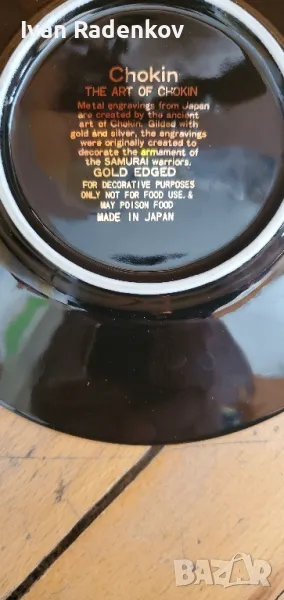 Ivan Radenkov
Chokin
THE ART OF CHOKIN
Metal engravings from Japan
are created by the ancient
art of Chokin. Gilded with
gold and silver, the engravings
were originally created to
decorate the armament of
the SAMURAI warriors.
GOLD EDGED
FOR DECORATIVE PURPOSES
ONLY NOT FOR FOOD USE. &
MAY POISON FOOD
MADE IN JAPAN
BAZAR